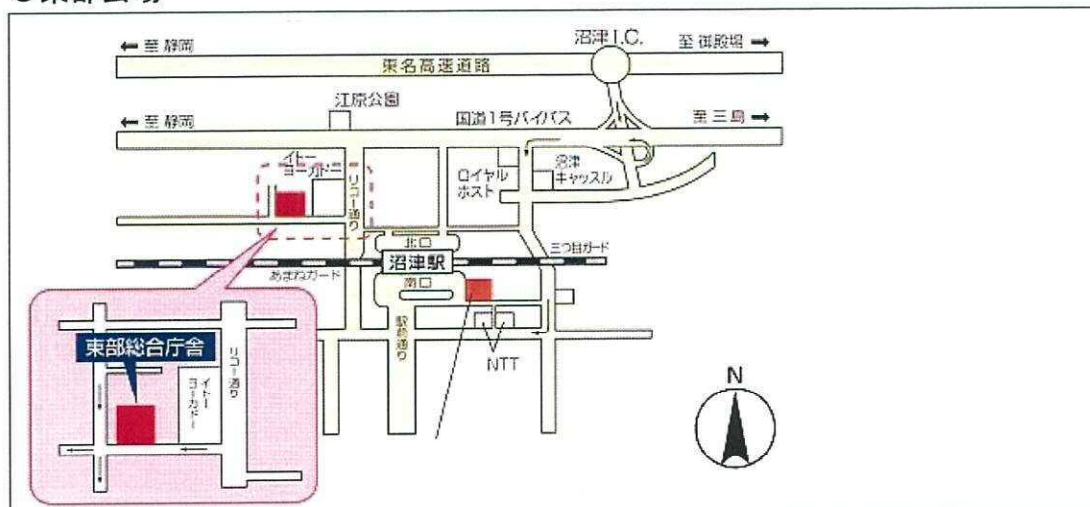 ← 至 静岡
沼津 I.C.
至 御殿場 →
東名高速道路
江原公園
← 至 静岡
国道1号バイパス
至 三島 →
イトー
ヨーカドー
リコー通り
ロイヤル
ホスト
沼津
キャッスル
北口
三つ目ガード
沼津駅
あまねガード
南口
駅前通り
NTT
東部総合庁舎
リコー通り
イトー
ヨーカドー
N